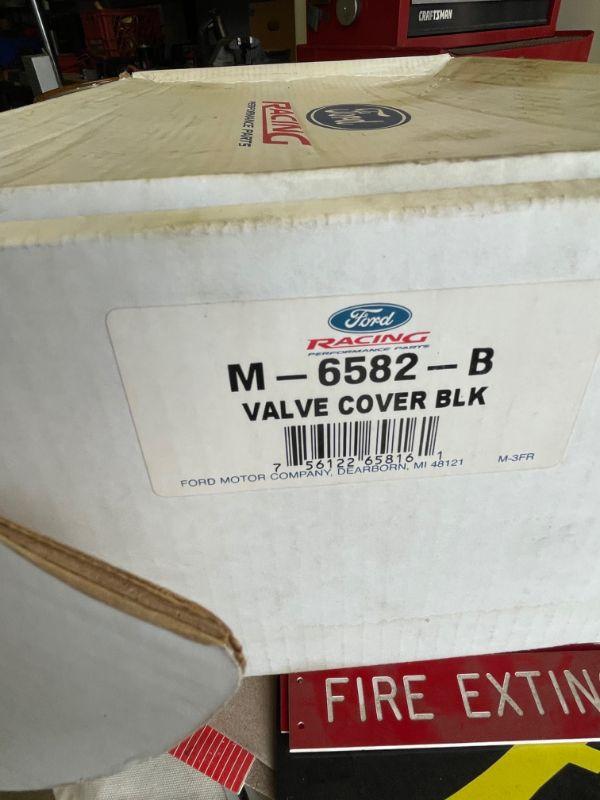 CRAFTSMAN
Ford
RACING
PERFORMANCE PARTS
Ford
RACING
PERFORMANCE PARTS
M-6582-B
VALVE COVER BLK
7 56122 65816 1
FORD MOTOR COMPANY, DEARBORN, MI 48121 M-3FR
FIRE EXTIN